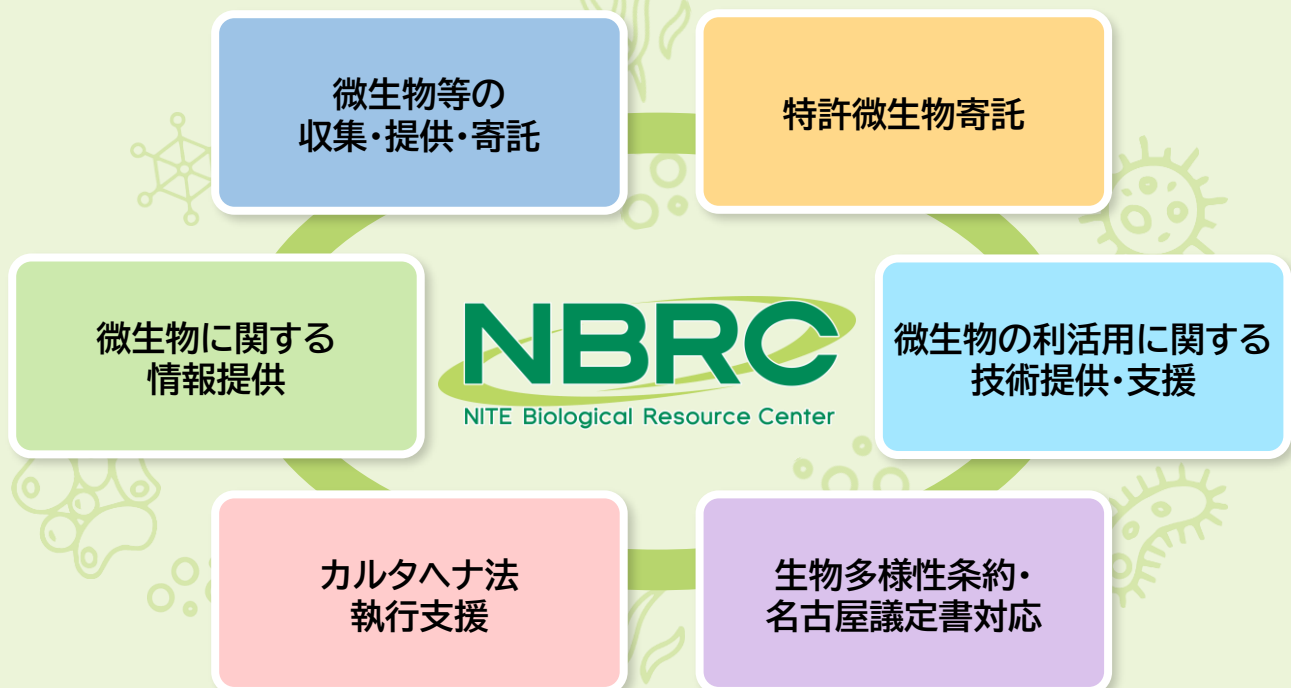 微生物等の
収集・提供・寄託
特許微生物寄託
微生物に関する
情報提供
NBRC
NITE Biological Resource Center
微生物の利活用に関する
技術提供・支援
カルタヘナ法
執行支援
生物多様性条約・
名古屋議定書対応